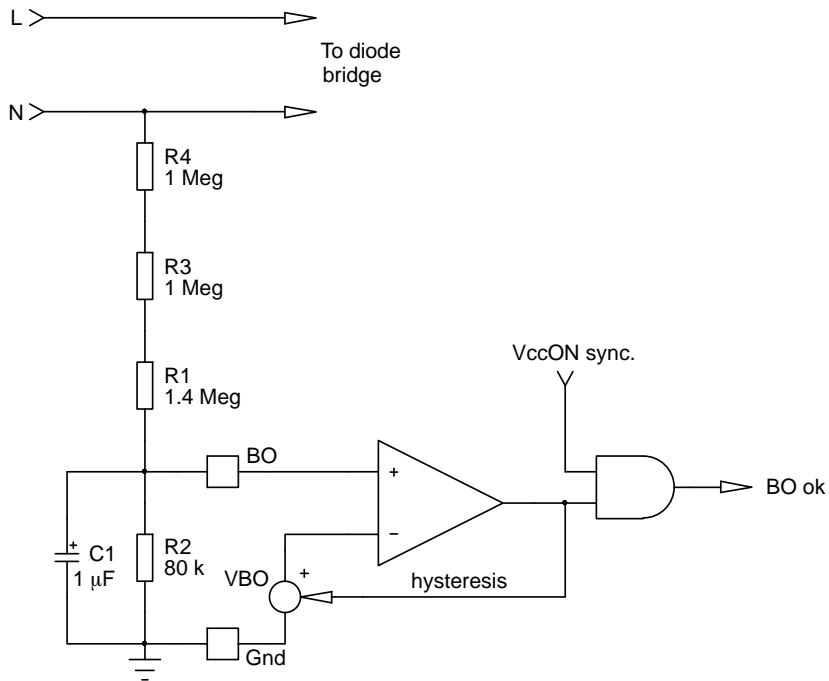 L
To diode
bridge
N
R4
1 Meg
R3
1 Meg
R1
1.4 Meg
VccON sync.
BO
+
−
BO ok
+
C1
1 μF
R2
80 k
VBO
+
hysteresis
Gnd